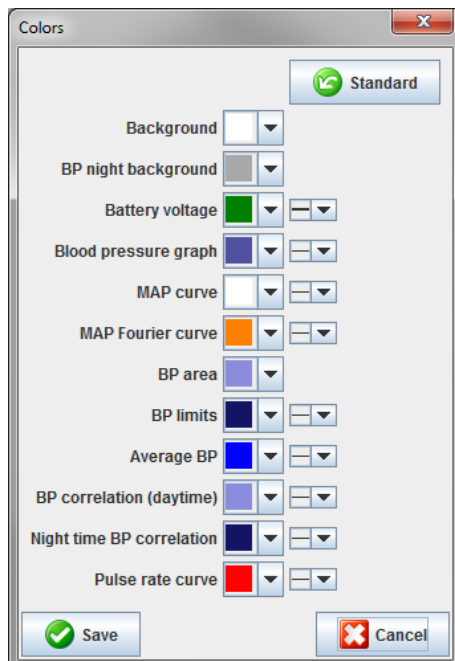 Colors
Standard
Background
BP night background
Battery voltage
Blood pressure graph
MAP curve
MAP Fourier curve
BP area
BP limits
Average BP
BP correlation (daytime)
Night time BP correlation
Pulse rate curve
Save
Cancel